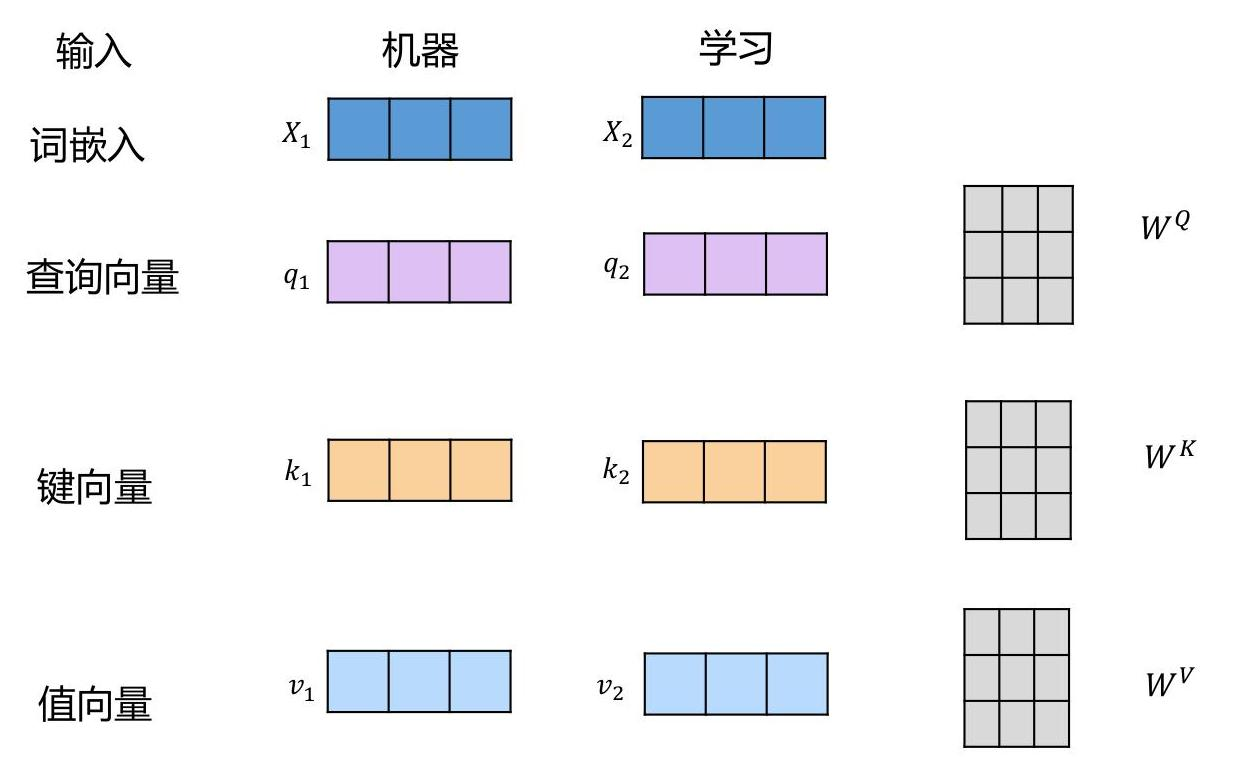 输入 机器 学习
词嵌入 X₁ X₂
查询向量 q₁ q₂ W^Q
键向量 k₁ k₂ W^K
值向量 v₁ v₂ W^V